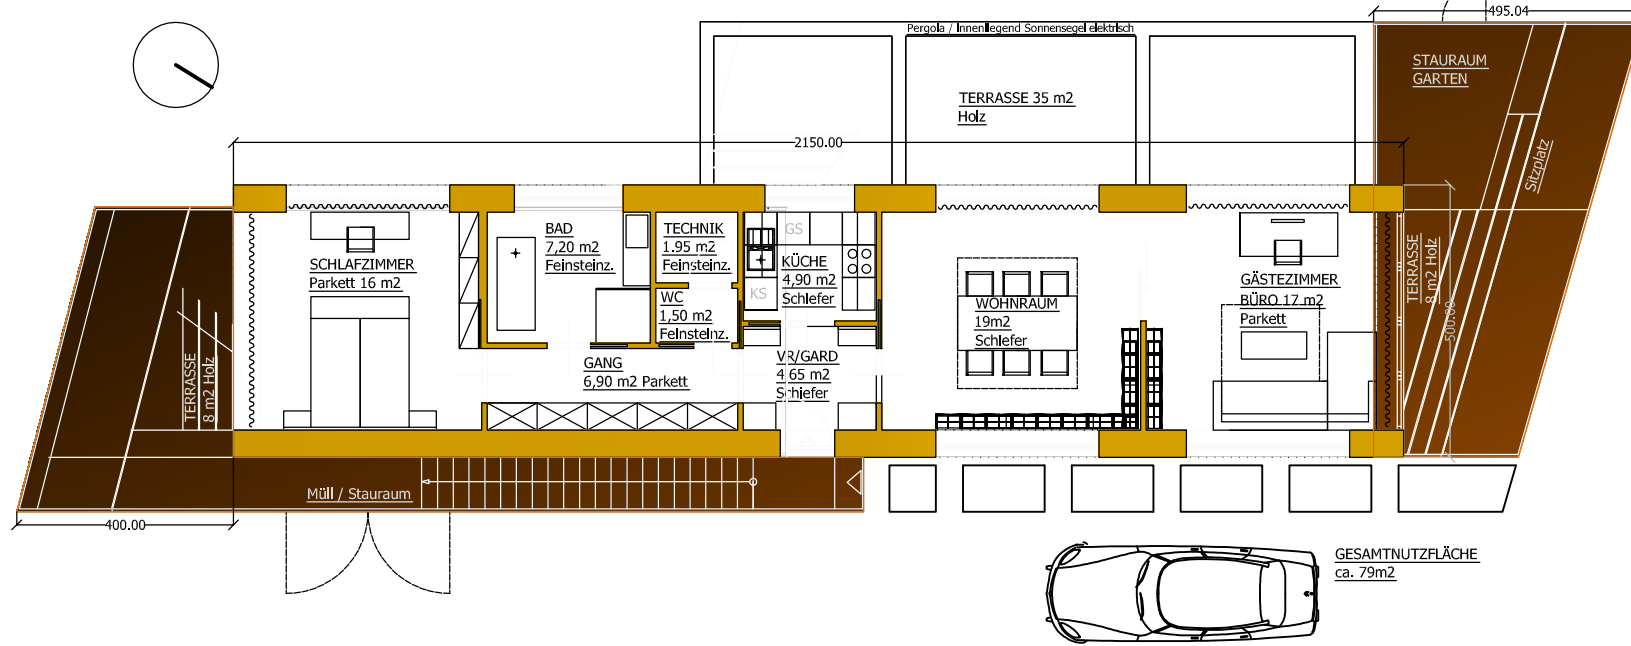 495.04
Pergola / Innenliegend Sonnensegel elektrisch
STAURAUM
GARTEN
TERRASSE 35 m2
Holz
2150.00
Sitzplatz
BAD
7,20 m2
Feinsteinz.
TECHNIK
1.95 m2
Feinsteinz.
GS
KÜCHE
4,90 m2
Schiefer
KS
SCHLAFZIMMER
Parkett 16 m2
WC
1,50 m2
Feinsteinz.
WOHNRAUM
19m2
Schiefer
GÄSTEZIMMER
BÜRO 17 m2
Parkett
TERRASSE
8 m2 Holz
500.00
TERRASSE
8 m2 Holz
GANG
6,90 m2 Parkett
VR/GARD
4,65 m2
Schiefer
Müll / Stauraum
400.00
GESAMTNUTZFLÄCHE
ca. 79m2